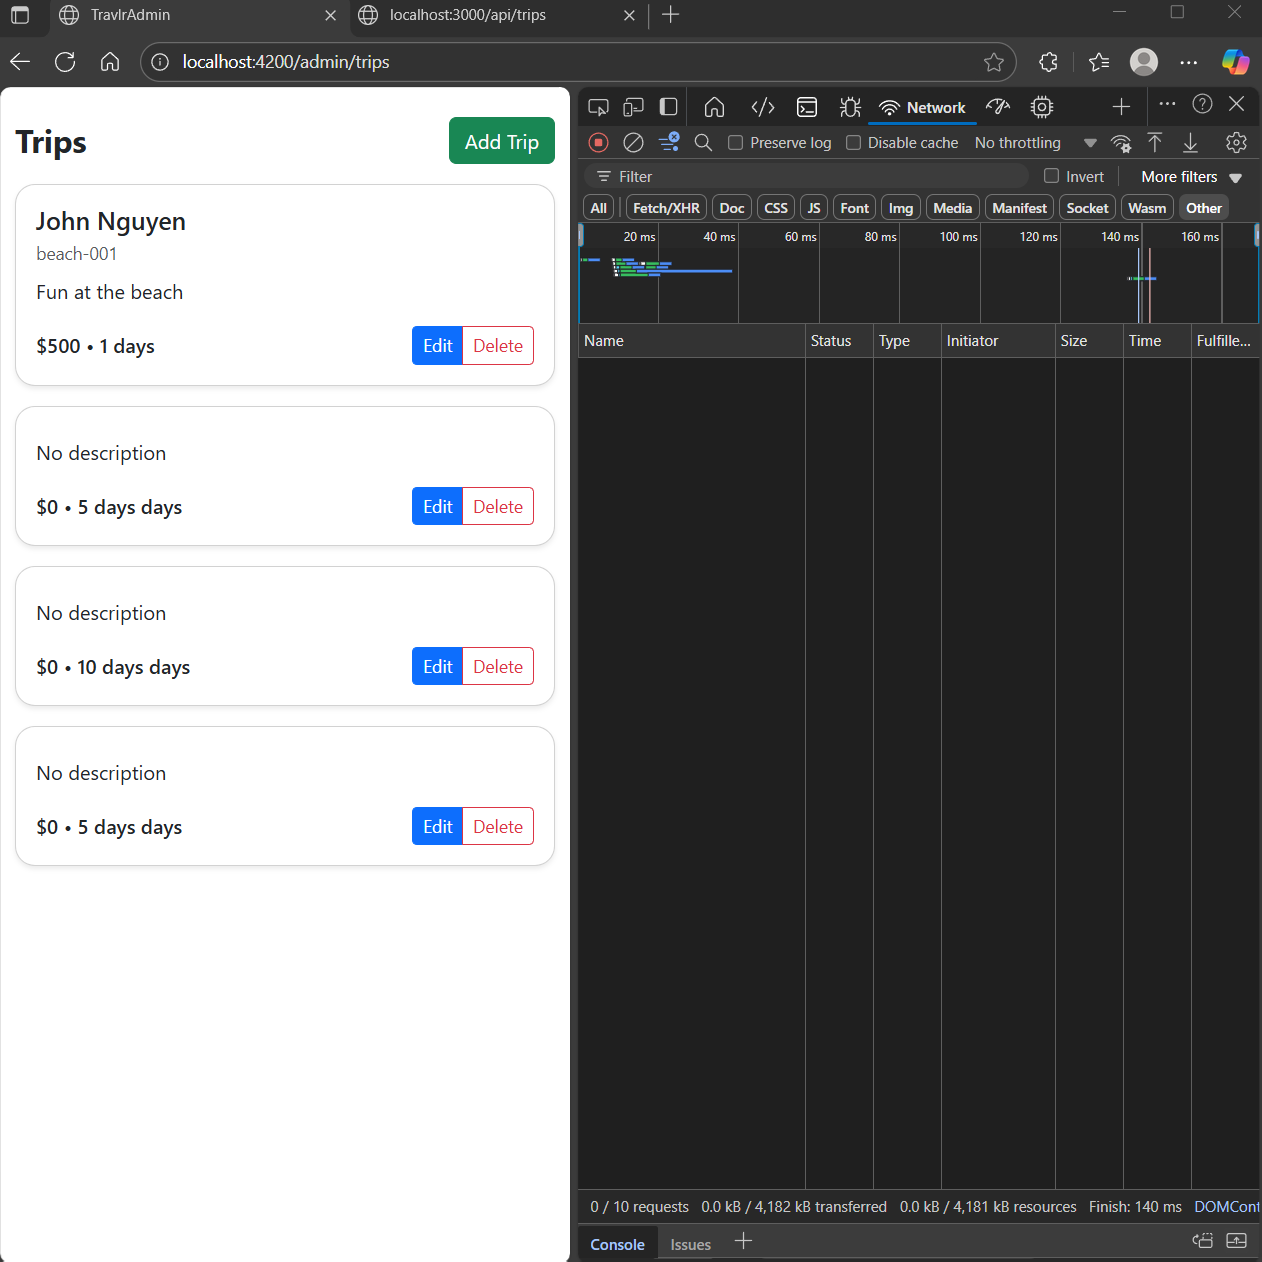 TravlrAdmin
localhost:3000/api/trips
localhost:4200/admin/trips
Trips
Add Trip
John Nguyen
beach-001
Fun at the beach
$500 • 1 days
Edit
Delete
No description
$0 • 5 days days
Edit
Delete
No description
$0 • 10 days days
Edit
Delete
No description
$0 • 5 days days
Edit
Delete
Network
Preserve log
Disable cache
No throttling
Filter
Invert
More filters
All
Fetch/XHR
Doc
CSS
JS
Font
Img
Media
Manifest
Socket
Wasm
Other
20 ms
40 ms
60 ms
80 ms
100 ms
120 ms
140 ms
160 ms
Name
Status
Type
Initiator
Size
Time
Fulfille...
0 / 10 requests
0.0 kB / 4,182 kB transferred
0.0 kB / 4,181 kB resources
Finish: 140 ms
DOMCont
Console
Issues